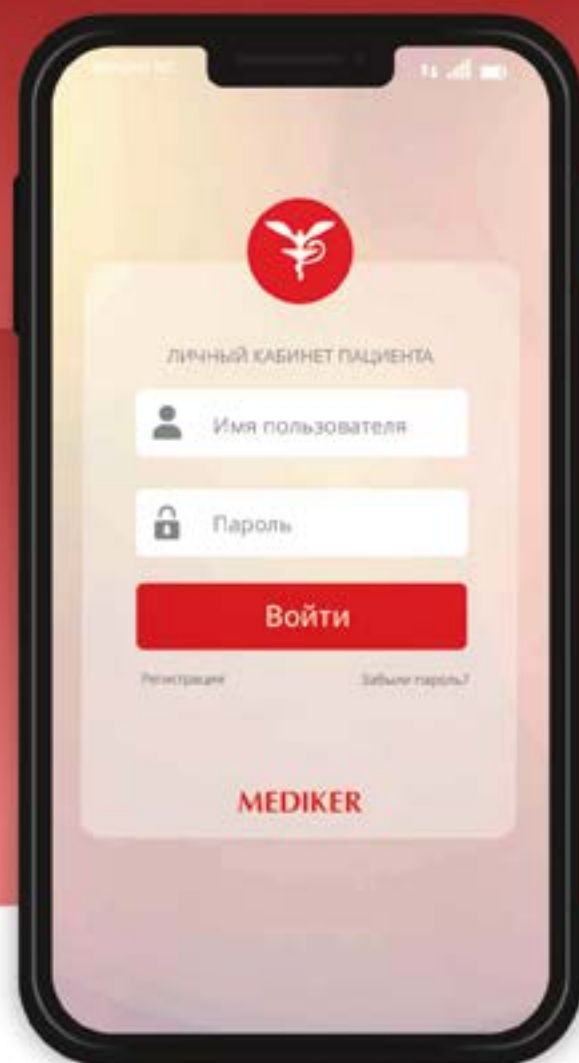 ЛИЧНЫЙ КАБИНЕТ ПАЦИЕНТА
Имя пользователя
Пароль
Войти
Регистрация
Забыли пароль?
MEDIKER